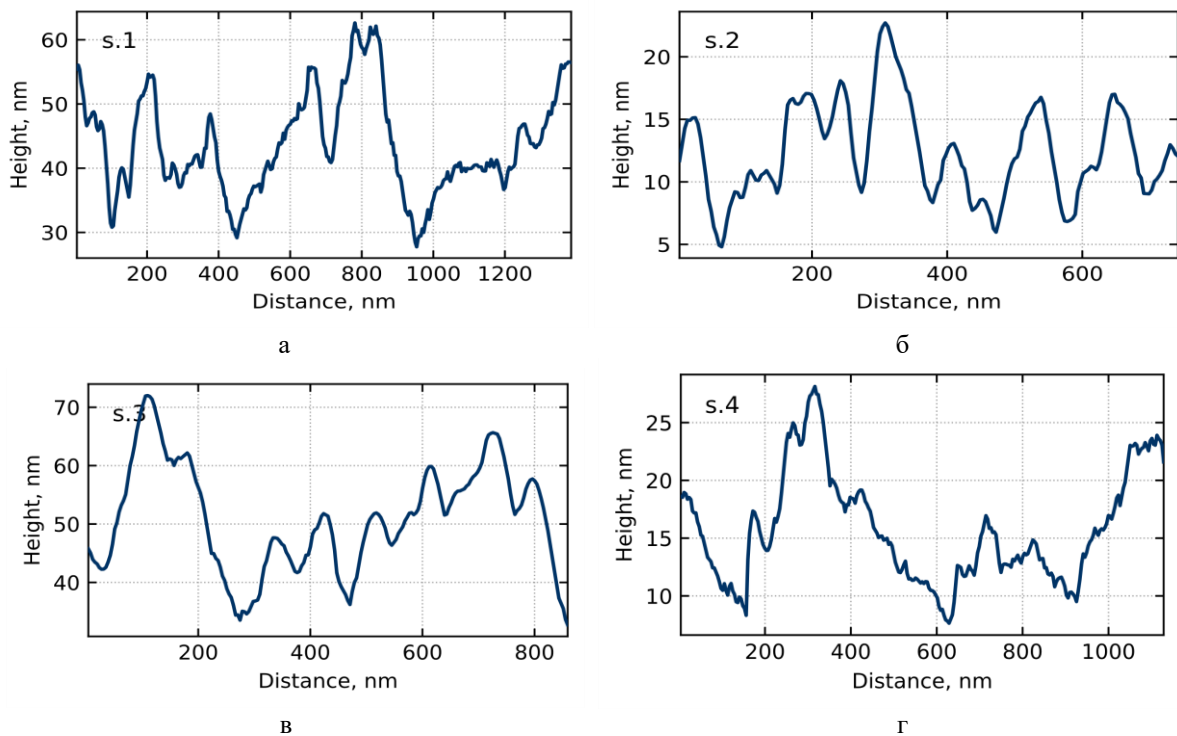 s.1
Height, nm
60
50
40
30
200 400 600 800 1000 1200
Distance, nm
а
s.2
Height, nm
20
15
10
5
200 400 600
Distance, nm
б
s.3
Height, nm
70
60
50
40
200 400 600 800
Distance, nm
в
s.4
Height, nm
25
20
15
10
200 400 600 800 1000
Distance, nm
г